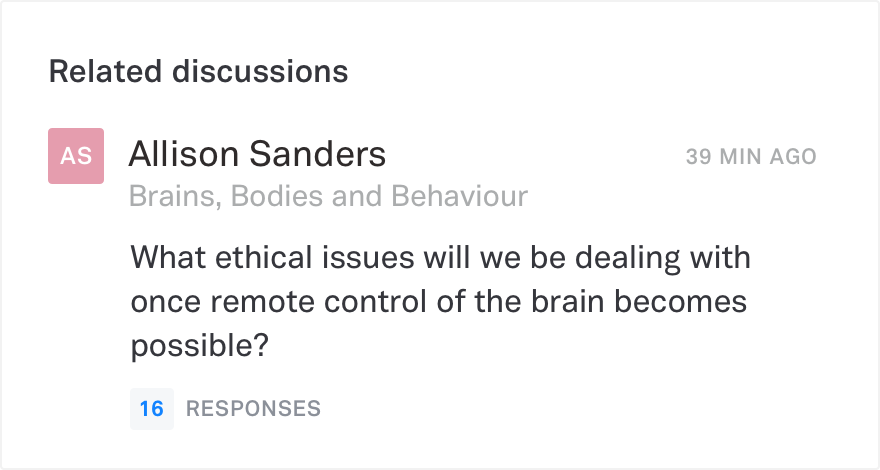 Related discussions
AS
Allison Sanders
39 MIN AGO
Brains, Bodies and Behaviour
What ethical issues will we be dealing with
once remote control of the brain becomes
possible?
16 RESPONSES